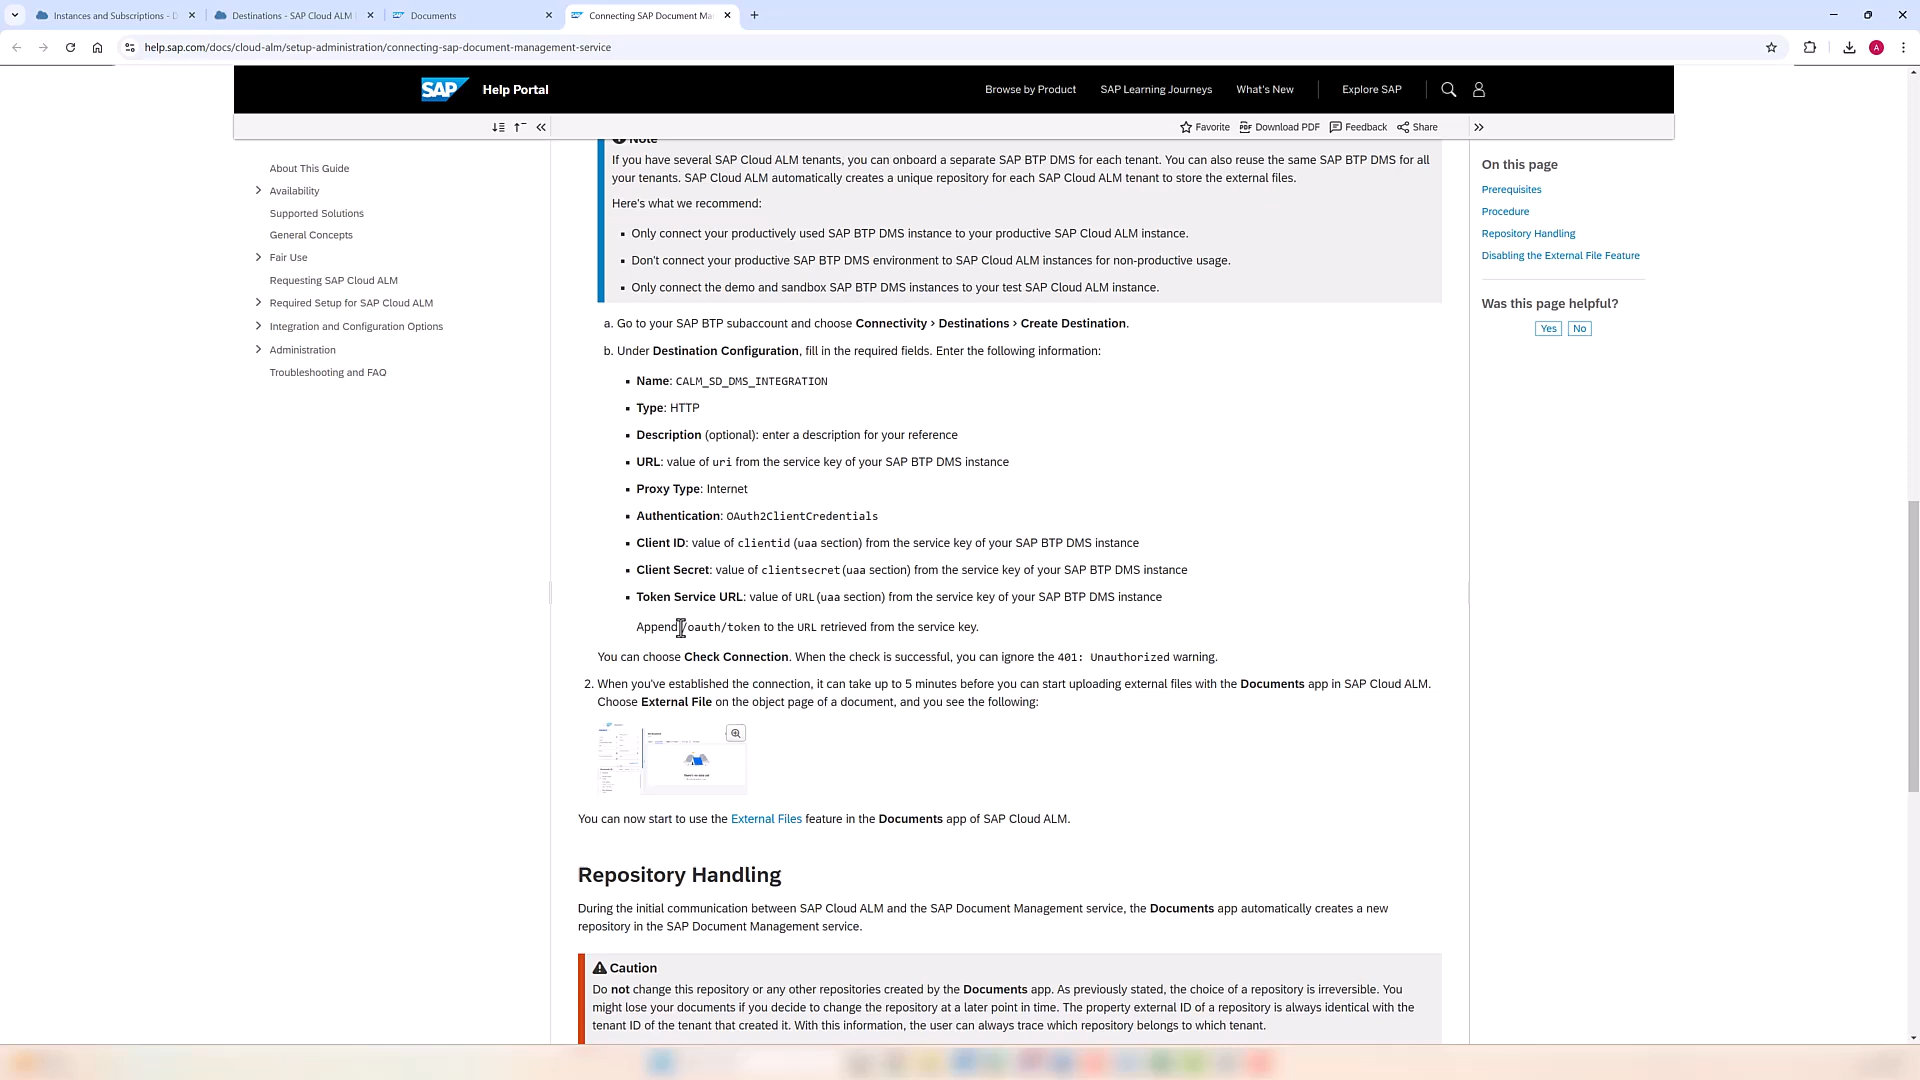 Instances and Subscriptions - D
Destinations - SAP Cloud ALM
Documents
Connecting SAP Document Ma
help.sap.com/docs/cloud-alm/setup-administration/connecting-sap-document-management-service
A
SAP Help Portal
Browse by Product
SAP Learning Journeys
What's New
Explore SAP
Favorite
Download PDF
Feedback
Share
About This Guide
Availability
Supported Solutions
General Concepts
Fair Use
Requesting SAP Cloud ALM
Required Setup for SAP Cloud ALM
Integration and Configuration Options
Administration
Troubleshooting and FAQ
Note
If you have several SAP Cloud ALM tenants, you can onboard a separate SAP BTP DMS for each tenant. You can also reuse the same SAP BTP DMS for all
your tenants. SAP Cloud ALM automatically creates a unique repository for each SAP Cloud ALM tenant to store the external files.
Here's what we recommend:
▪ Only connect your productively used SAP BTP DMS instance to your productive SAP Cloud ALM instance.
▪ Don't connect your productive SAP BTP DMS environment to SAP Cloud ALM instances for non-productive usage.
▪ Only connect the demo and sandbox SAP BTP DMS instances to your test SAP Cloud ALM instance.
a. Go to your SAP BTP subaccount and choose Connectivity > Destinations > Create Destination.
b. Under Destination Configuration, fill in the required fields. Enter the following information:
▪ Name: CALM_SD_DMS_INTEGRATION
▪ Type: HTTP
▪ Description (optional): enter a description for your reference
▪ URL: value of uri from the service key of your SAP BTP DMS instance
▪ Proxy Type: Internet
▪ Authentication: OAuth2ClientCredentials
▪ Client ID: value of clientid (uaa section) from the service key of your SAP BTP DMS instance
▪ Client Secret: value of clientsecret (uaa section) from the service key of your SAP BTP DMS instance
▪ Token Service URL: value of URL (uaa section) from the service key of your SAP BTP DMS instance
Append /oauth/token to the URL retrieved from the service key.
You can choose Check Connection. When the check is successful, you can ignore the 401: Unauthorized warning.
2. When you've established the connection, it can take up to 5 minutes before you can start uploading external files with the Documents app in SAP Cloud ALM.
Choose External File on the object page of a document, and you see the following:
You can now start to use the External Files feature in the Documents app of SAP Cloud ALM.
Repository Handling
During the initial communication between SAP Cloud ALM and the SAP Document Management service, the Documents app automatically creates a new
repository in the SAP Document Management service.
Caution
Do not change this repository or any other repositories created by the Documents app. As previously stated, the choice of a repository is irreversible. You
might lose your documents if you decide to change the repository at a later point in time. The property external ID of a repository is always identical with the
tenant ID of the tenant that created it. With this information, the user can always trace which repository belongs to which tenant.
On this page
Prerequisites
Procedure
Repository Handling
Disabling the External File Feature
Was this page helpful?
Yes
No